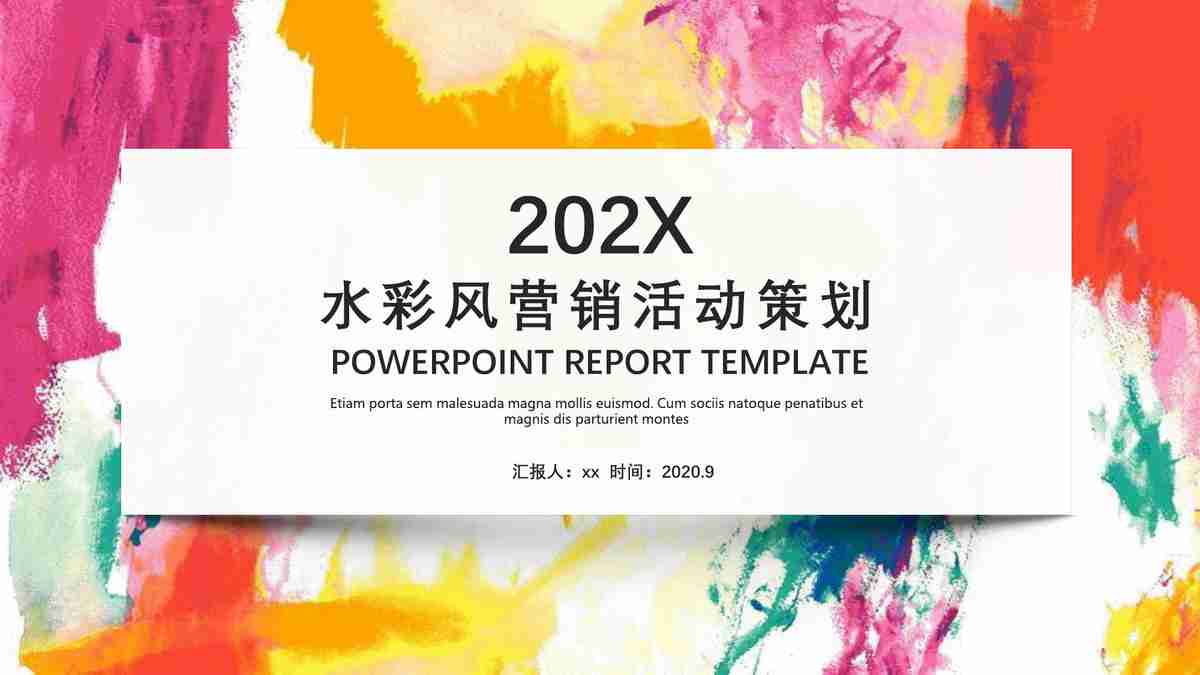 202X
水彩风营销活动策划
POWERPOINT REPORT TEMPLATE
Etiam porta sem malesuada magna mollis euismod. Cum sociis natoque penatibus et
magnis dis parturient montes
汇报人：xx 时间：2020.9